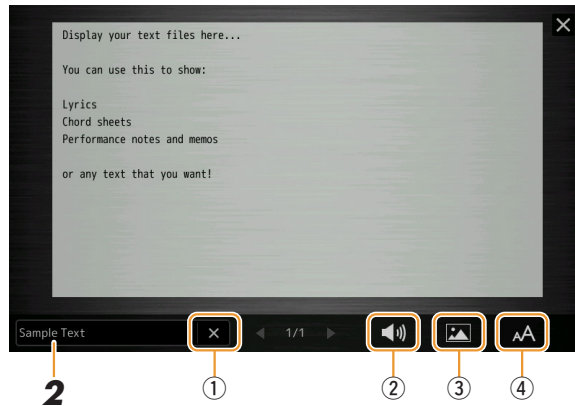 Display your text files here...
You can use this to show:
Lyrics
Chord sheets
Performance notes and memos
or any text that you want!
Sample Text
1/1
AA
2
① ② ③ ④